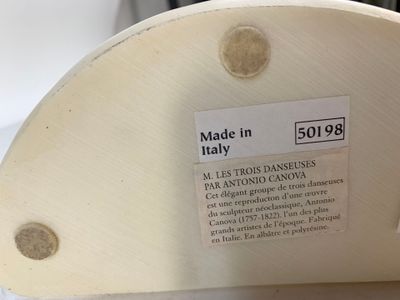 Made in
Italy
50198
M. LES TROIS DANSEUSES
PAR ANTONIO CANOVA
Cet élégant groupe de trois danseuses
est une reproducton d'une œuvre
du sculpteur néoclassique, Antonio
Canova (1757-1822), l'un des plus
grands artistes de l'époque. Fabriqué
en Italie. En albâtre et polyrésine.